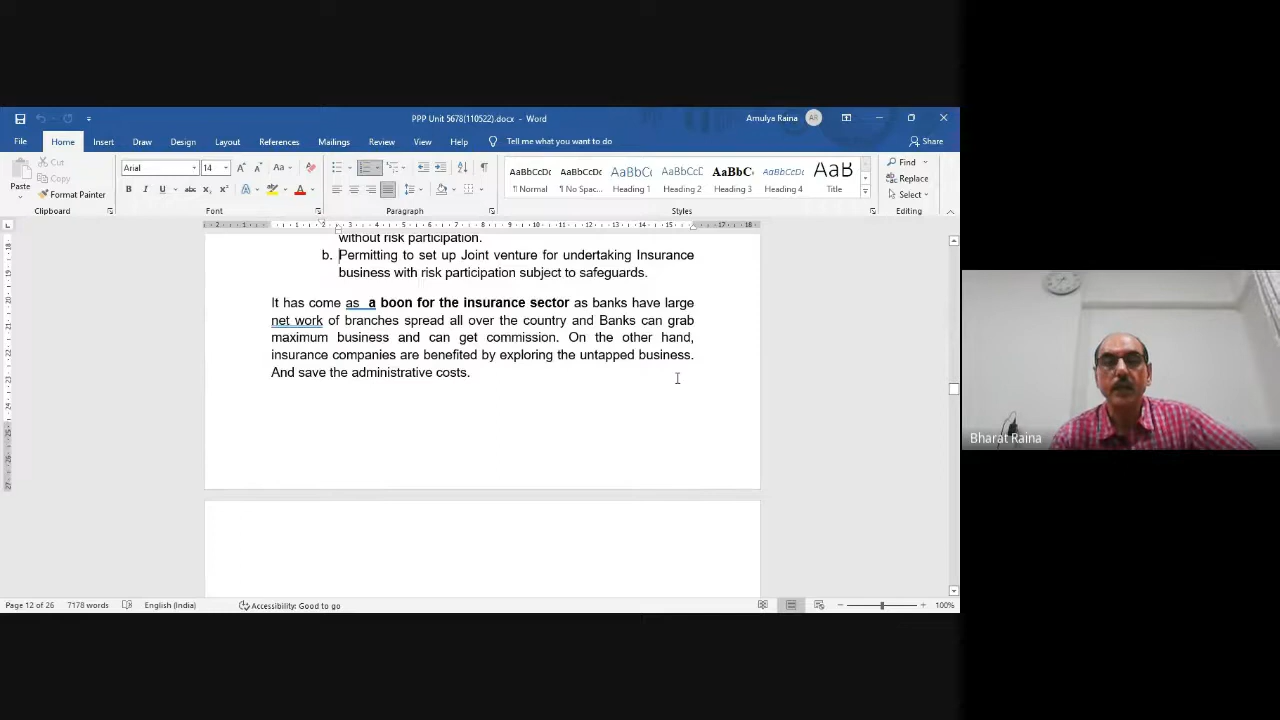 PPP Unit 5678(110522).docx - Word
Amulya Raina AR
File Home Insert Draw Design Layout References Mailings Review View Help Tell me what you want to do Share
Paste
Cut
Copy
Format Painter
Clipboard
Arial 14
Font
Paragraph
AaBbCcDc AaBbCcDc AaBbCc AaBbCcD AaBbC AaBbCcDd AaB
¶ Normal ¶ No Spac... Heading 1 Heading 2 Heading 3 Heading 4 Title
Styles
Find
Replace
Select
Editing
without risk participation.
b. Permitting to set up Joint venture for undertaking Insurance
business with risk participation subject to safeguards.
It has come as a boon for the insurance sector as banks have large
net work of branches spread all over the country and Banks can grab
maximum business and can get commission. On the other hand,
insurance companies are benefited by exploring the untapped business.
And save the administrative costs.
Page 12 of 26 7178 words English (India) Accessibility: Good to go 100%
Bharat Raina